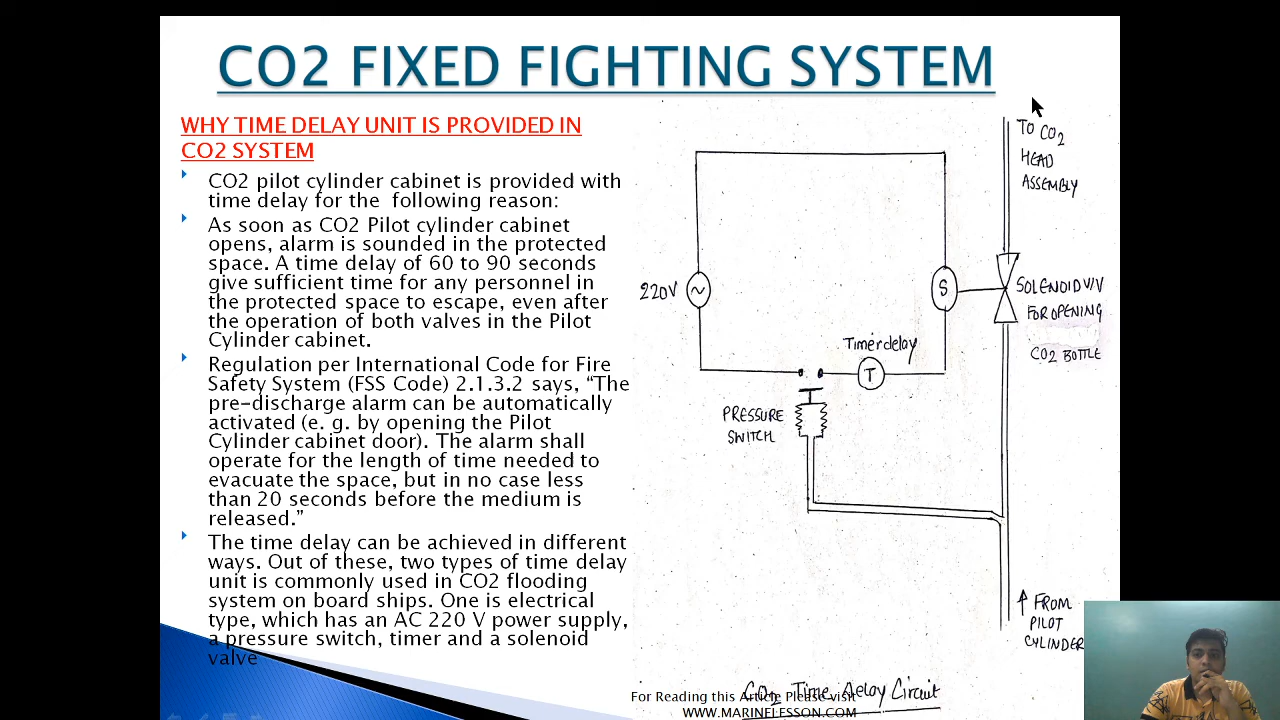 CO2 FIXED FIGHTING SYSTEM
WHY TIME DELAY UNIT IS PROVIDED IN
CO2 SYSTEM
CO2 pilot cylinder cabinet is provided with
time delay for the following reason:
As soon as CO2 Pilot cylinder cabinet
opens, alarm is sounded in the protected
space. A time delay of 60 to 90 seconds
give sufficient time for any personnel in
the protected space to escape, even after
the operation of both valves in the Pilot
Cylinder cabinet.
Regulation per International Code for Fire
Safety System (FSS Code) 2.1.3.2 says, “The
pre-discharge alarm can be automatically
activated (e. g. by opening the Pilot
Cylinder cabinet door). The alarm shall
operate for the length of time needed to
evacuate the space, but in no case less
than 20 seconds before the medium is
released.”
The time delay can be achieved in different
ways. Out of these, two types of time delay
unit is commonly used in CO2 flooding
system on board ships. One is electrical
type, which has an AC 220 V power supply,
a pressure switch, timer and a solenoid
valve
TO CO2
HEAD
ASSEMBLY
220V
S
SOLENOID V/V
FOR OPENING
CO2 BOTTLE
Timer delay
T
PRESSURE
SWITCH
FROM
PILOT
CYLINDER
CO2 Time Delay Circuit
For Reading this Article Please visit
WWW.MARINELESSON.COM